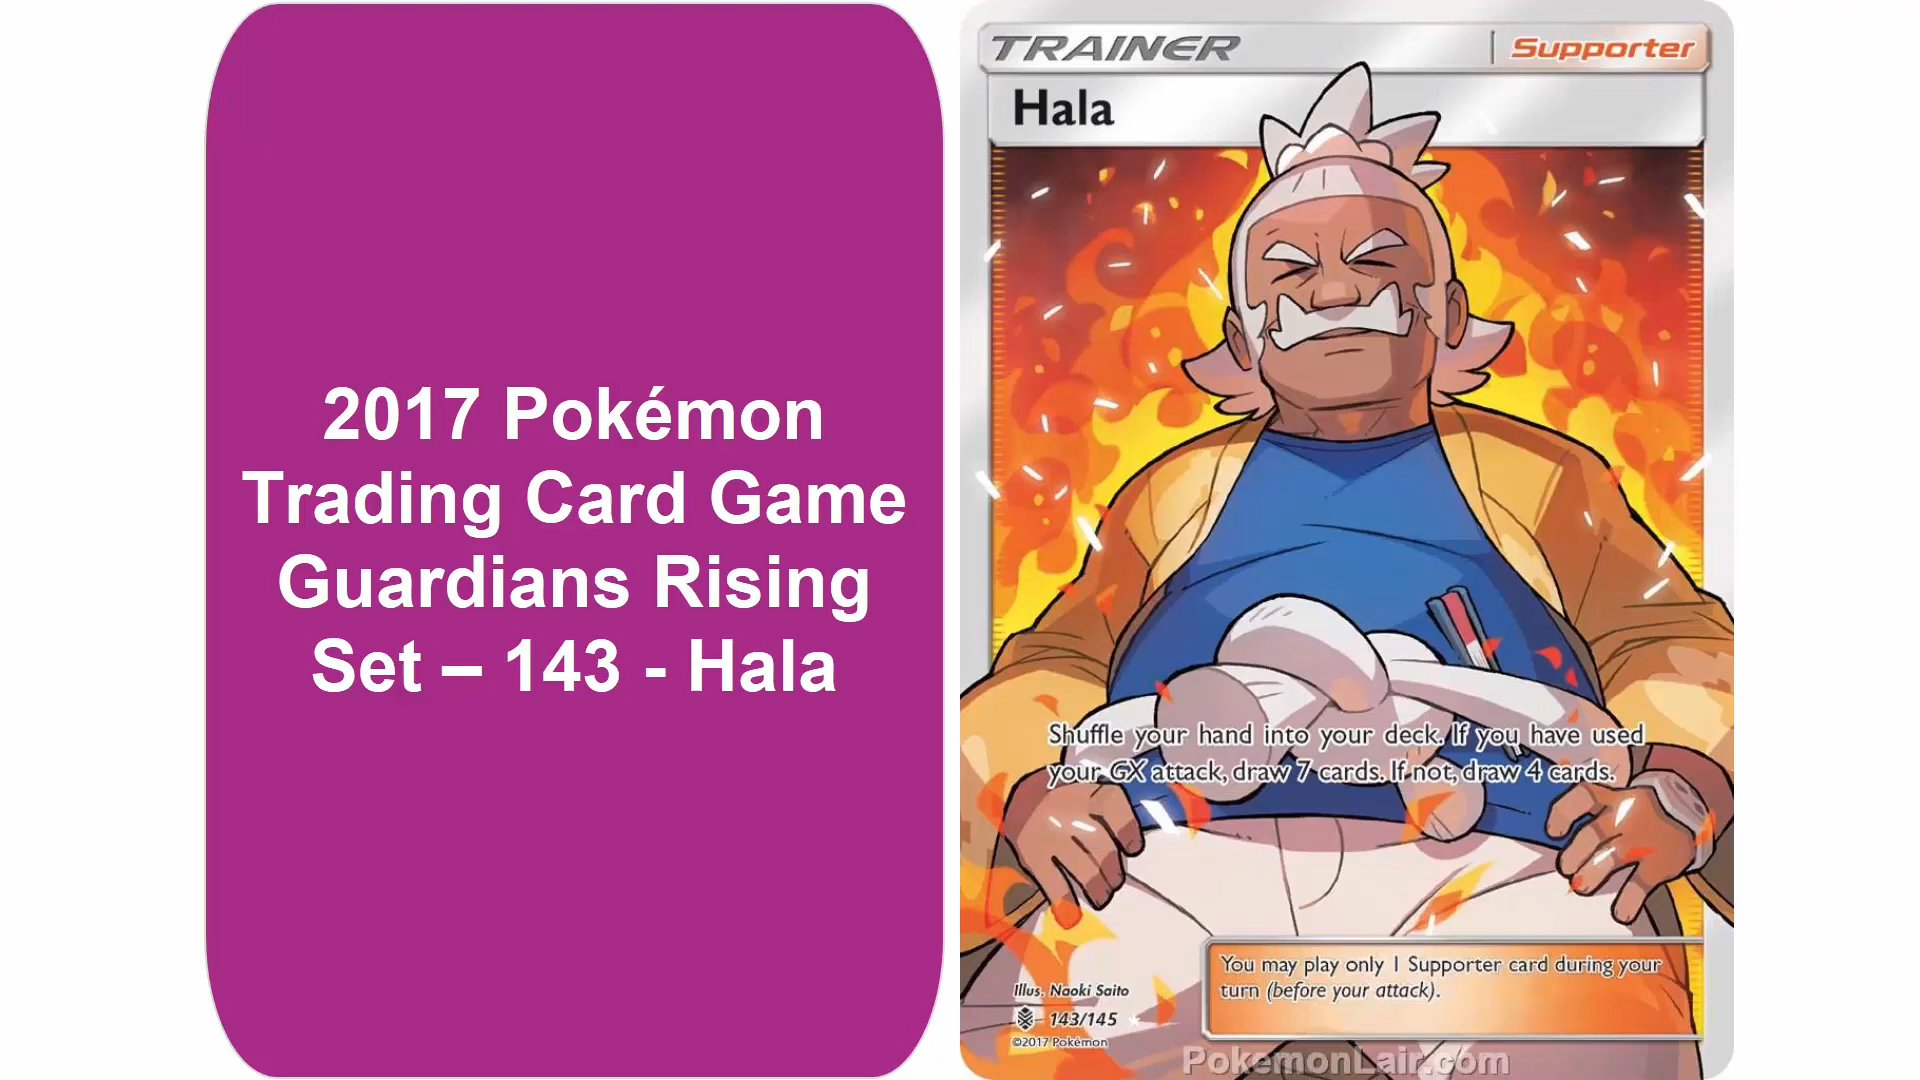 2017 Pokémon
Trading Card Game
Guardians Rising
Set – 143 - Hala
TRAINER | Supporter
Hala
Shuffle your hand into your deck. If you have used
your GX attack, draw 7 cards. If not, draw 4 cards.
You may play only 1 Supporter card during your
turn (before your attack).
Illus. Naoki Saito
143/145
©2017 Pokémon
PokemonLair.com